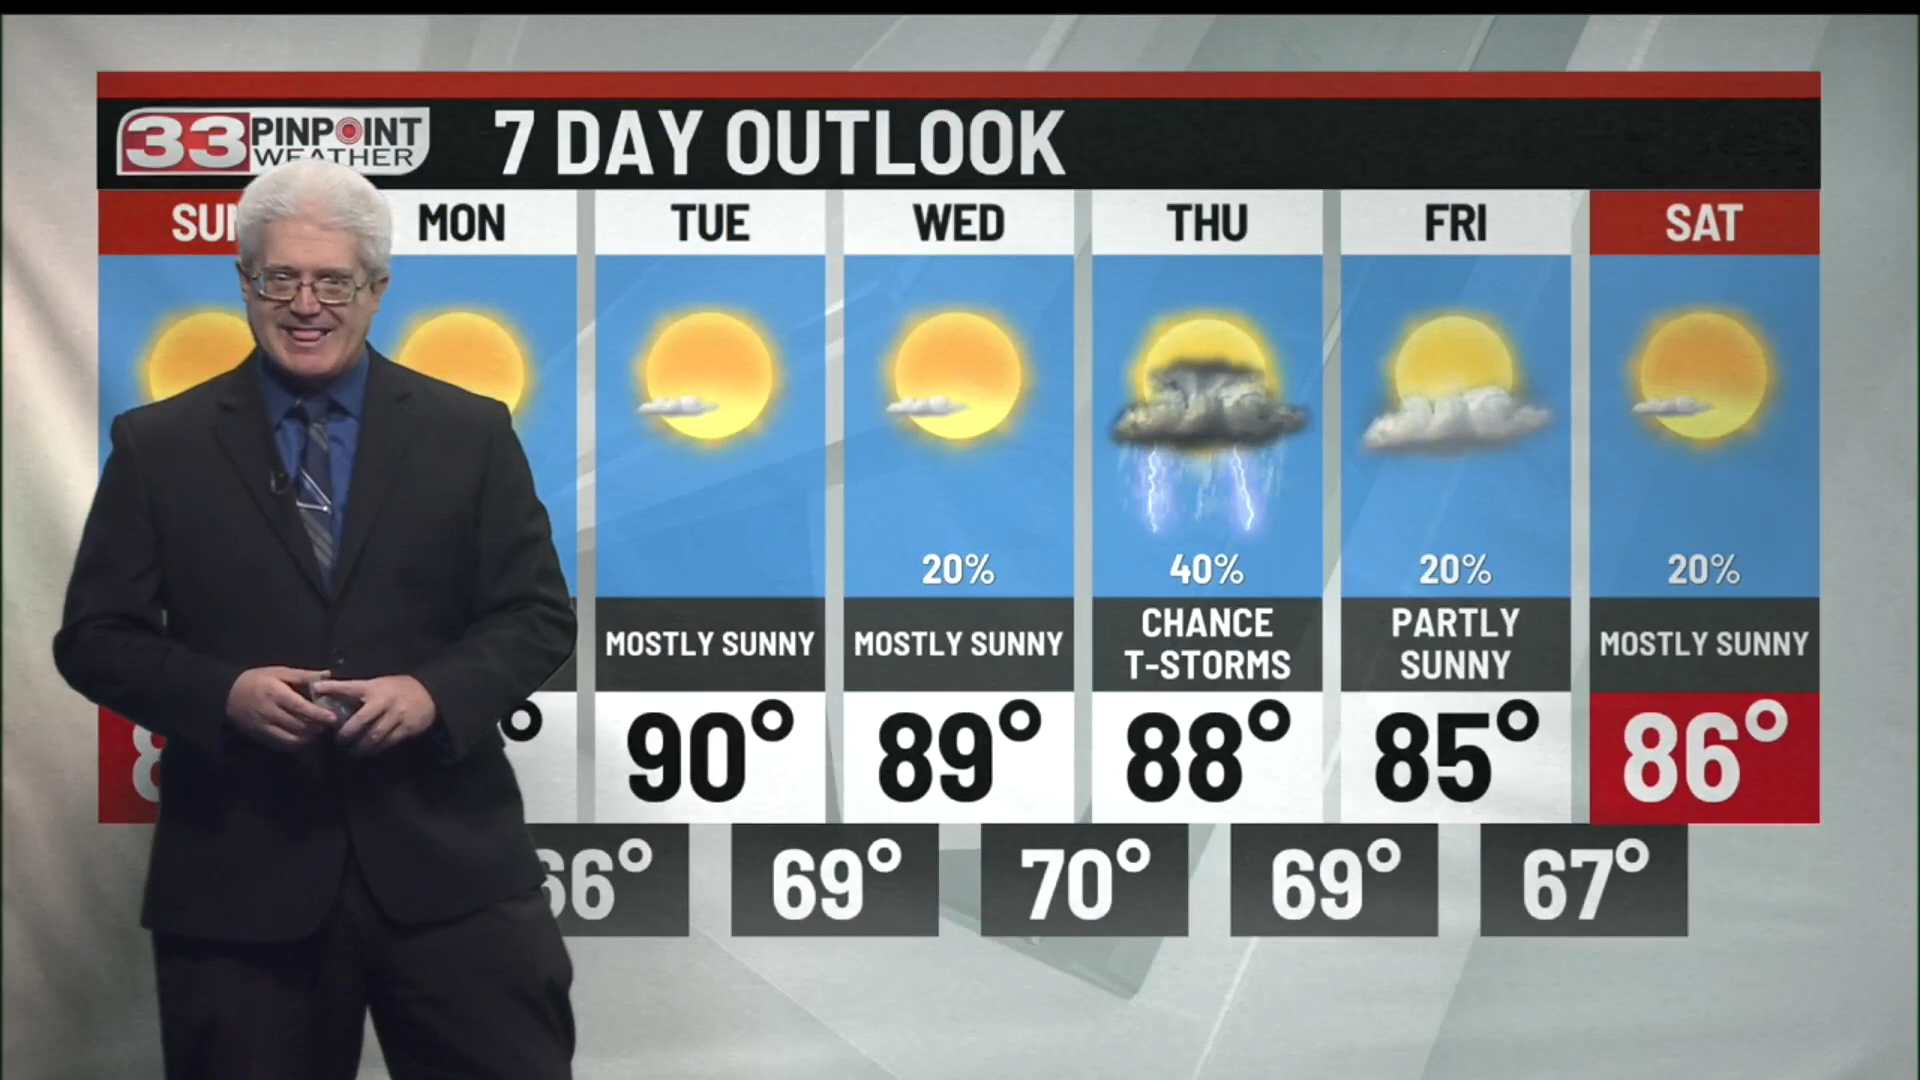 33 PINPOINT
WEATHER
7 DAY OUTLOOK
MON
TUE
WED
THU
FRI
SAT
20%
40%
20%
20%
MOSTLY SUNNY
MOSTLY SUNNY
CHANCE
T-STORMS
PARTLY
SUNNY
MOSTLY SUNNY
90°
89°
88°
85°
86°
66°
69°
70°
69°
67°